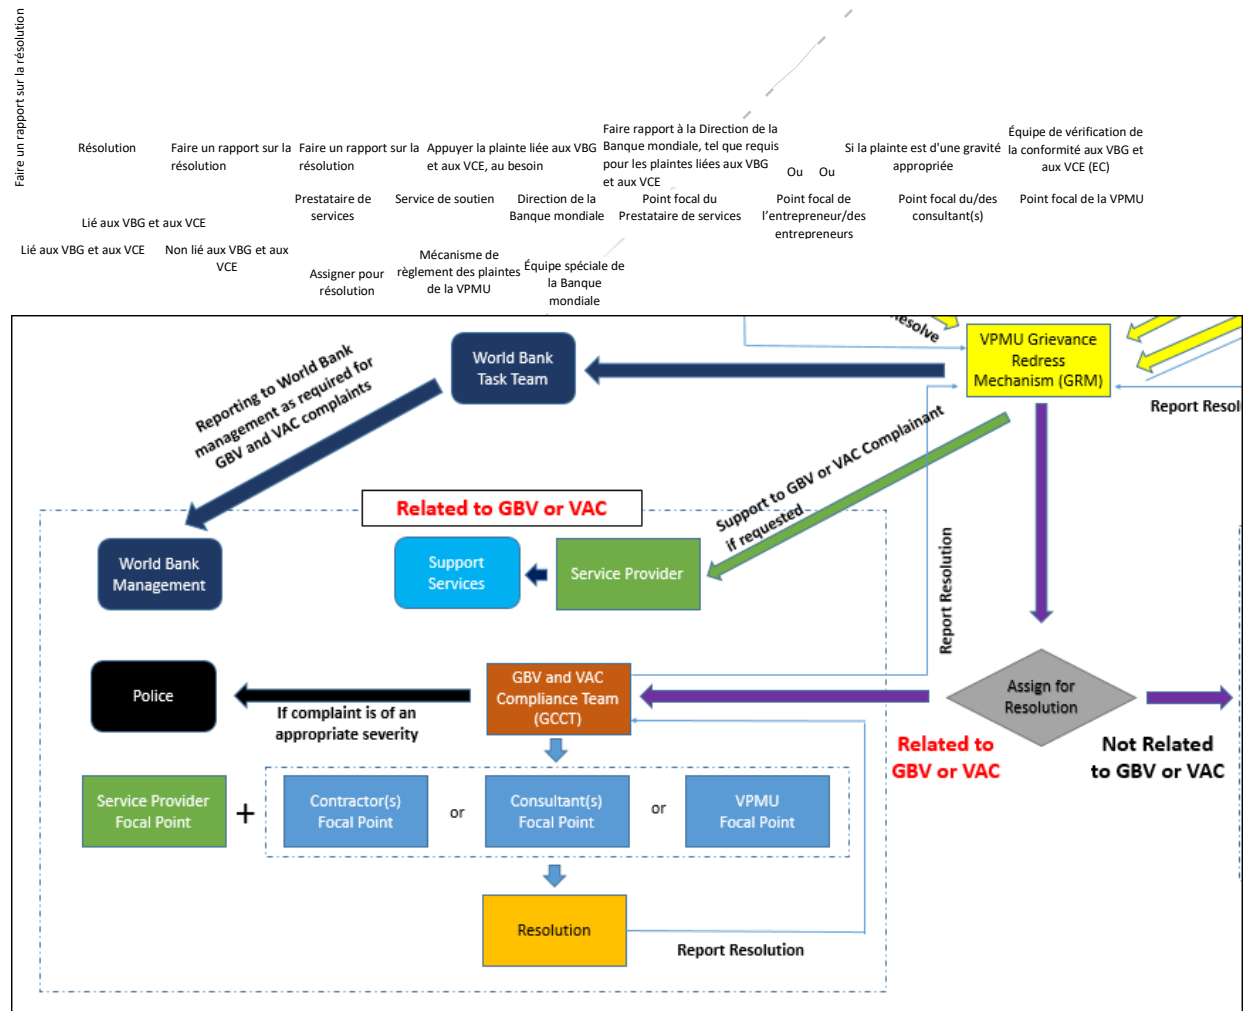 Faire un rapport sur la résolution
Résolution
Faire un rapport sur la
résolution
Faire un rapport sur la
résolution
Appuyer la plainte liée aux VBG
et aux VCE, au besoin
Faire rapport à la Direction de la
Banque mondiale, tel que requis
pour les plaintes liées aux VBG
et aux VCE
Ou Ou
Si la plainte est d'une gravité
appropriée
Équipe de vérification de
la conformité aux VBG et
aux VCE (EC)
Lié aux VBG et aux VCE
Prestataire de
services
Service de soutien
Direction de la
Banque mondiale
Point focal du
Prestataire de services
Point focal de
l'entrepreneur/des
entrepreneurs
Point focal du/des
consultant(s)
Point focal de la VPMU
Lié aux VBG et aux VCE
Non lié aux VBG et aux
VCE
Assigner pour
résolution
Mécanisme de
règlement des plaintes
de la VPMU
Équipe spéciale de
la Banque
mondiale
Resolve
VPMU Grievance
Redress
Mechanism (GRM)
World Bank
Task Team
Report Resolu
Reporting to World Bank
management as required for
GBV and VAC complaints
Support to GBV or VAC Complainant
if requested
Related to GBV or VAC
World Bank
Management
Support
Services
Service Provider
Report Resolution
Police
If complaint is of an
appropriate severity
GBV and VAC
Compliance Team
(GCCT)
Assign for
Resolution
Related to
GBV or VAC
Not Related
to GBV or VAC
Service Provider
Focal Point
+
Contractor(s)
Focal Point
or
Consultant(s)
Focal Point
or
VPMU
Focal Point
Resolution
Report Resolution